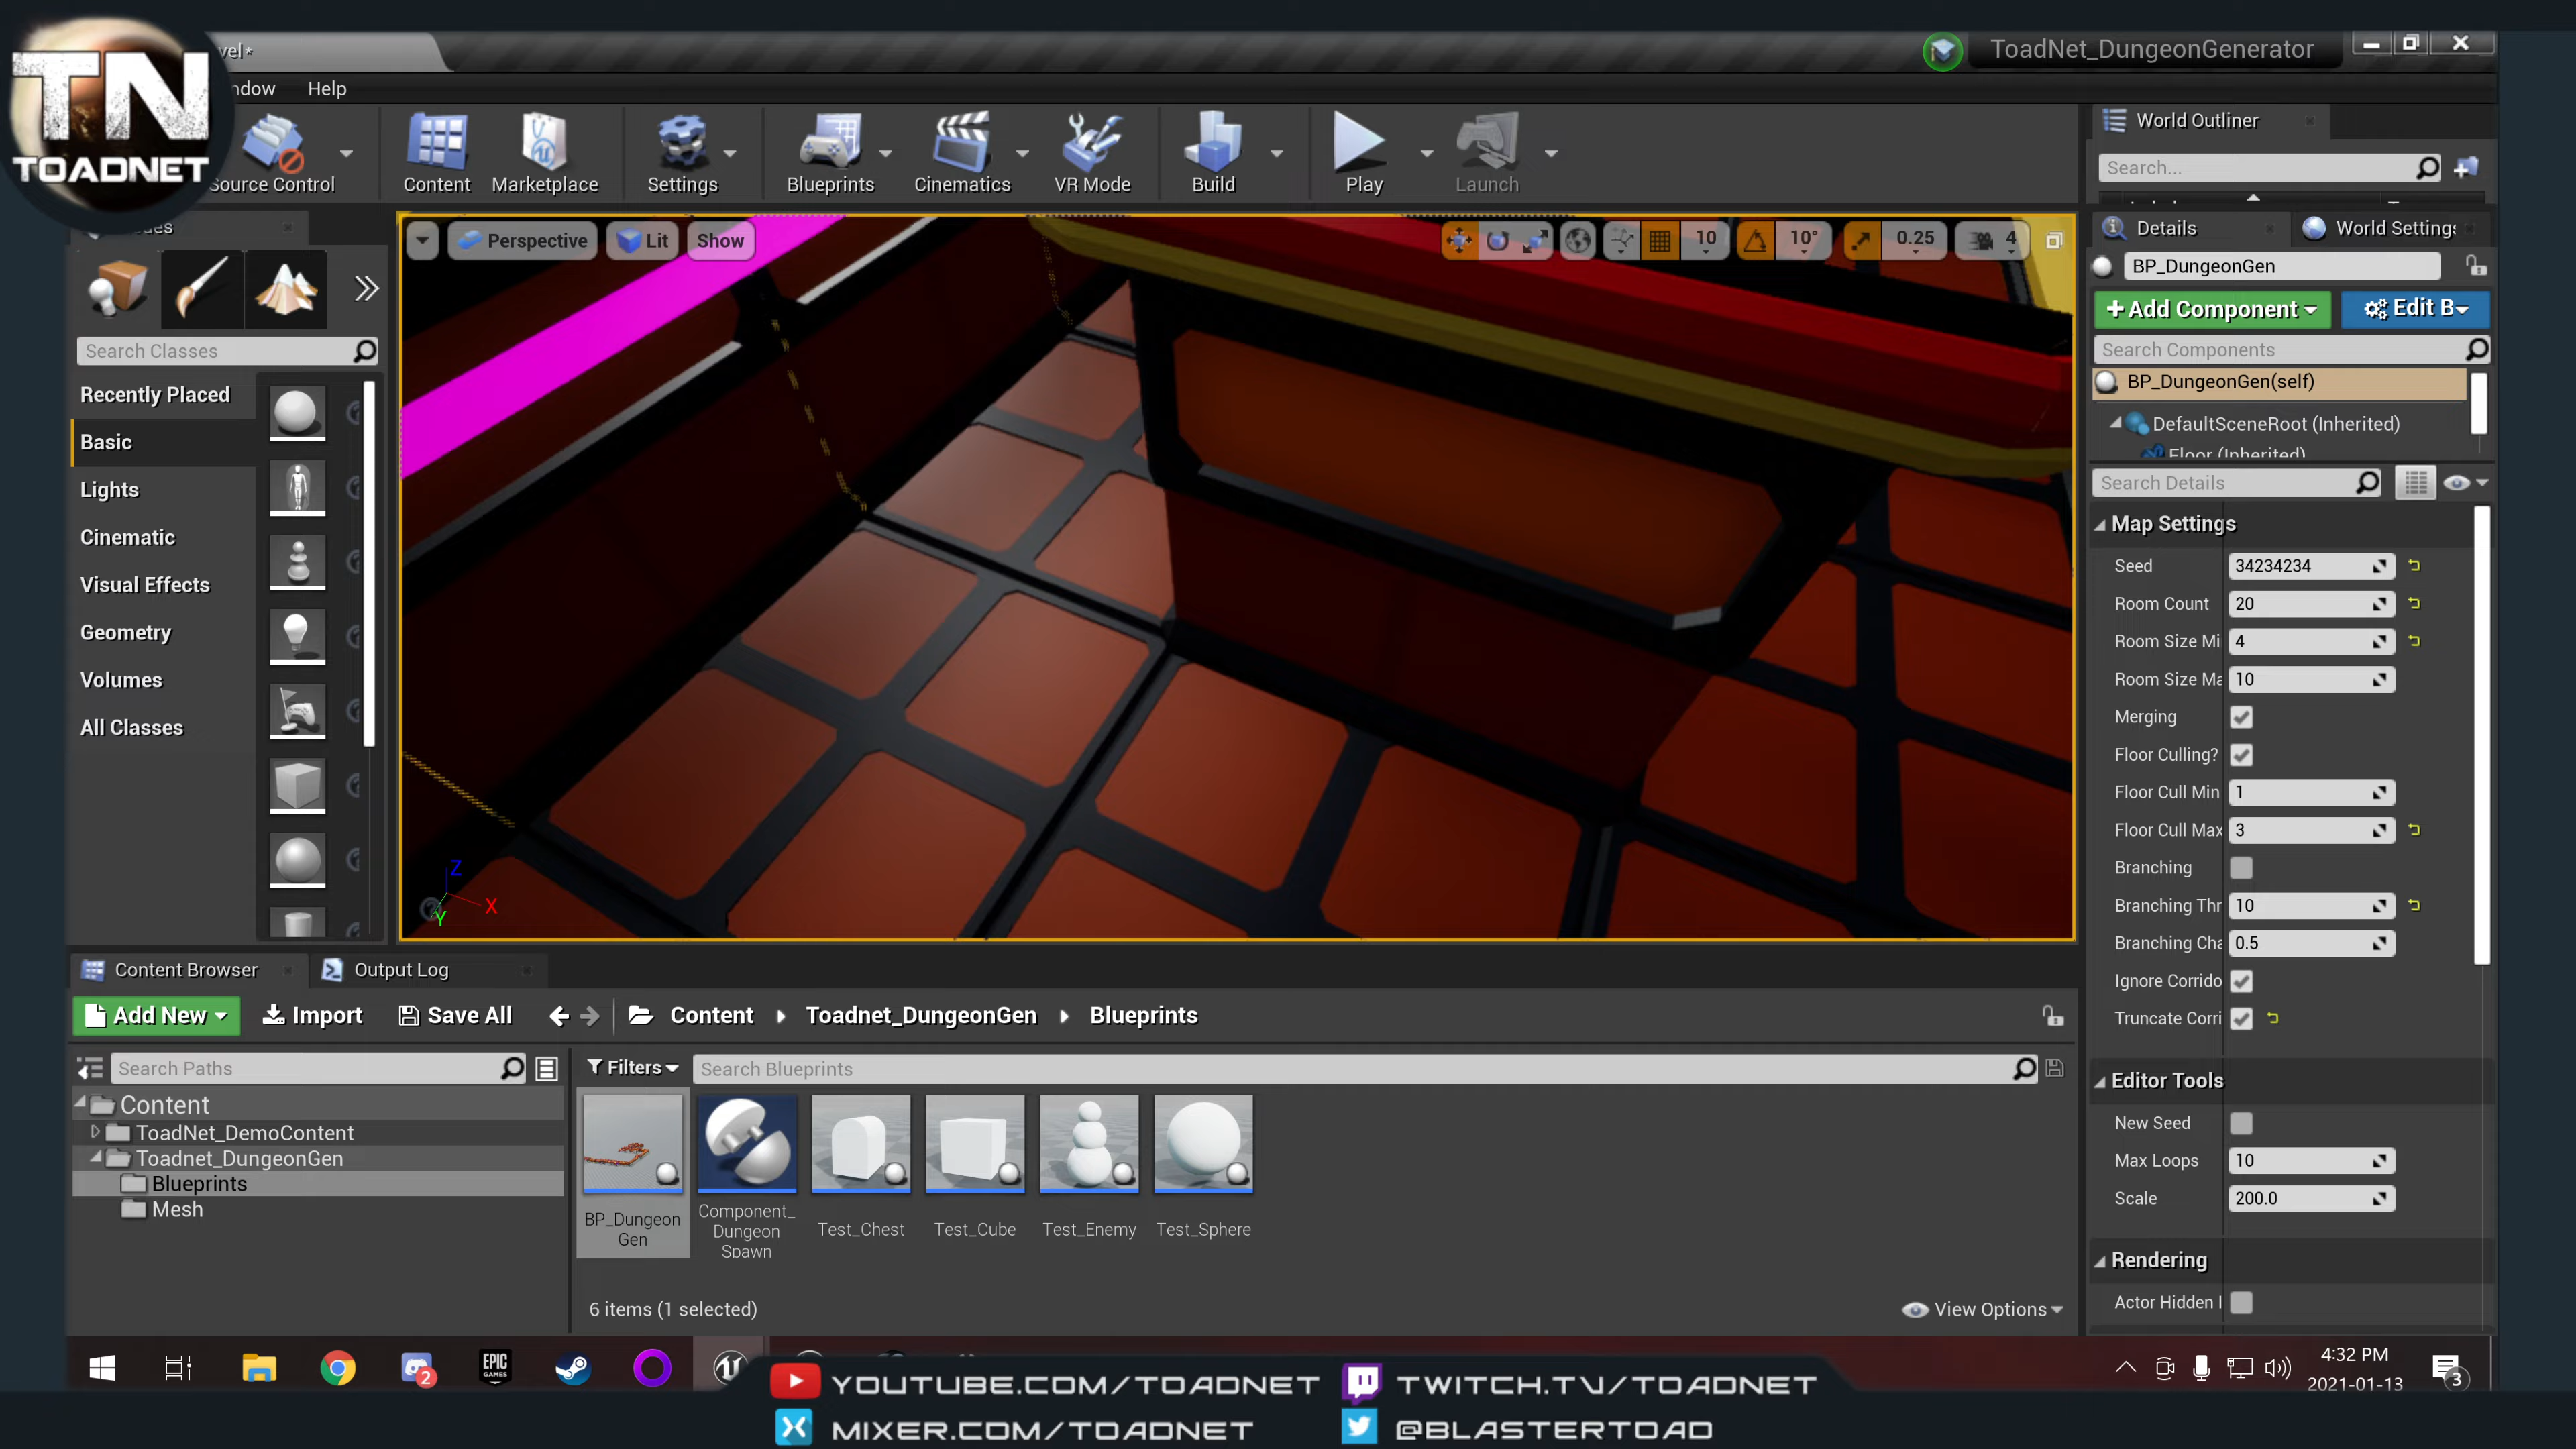 TN
TOADNET
vel*
ToadNet_DungeonGenerator
ndow Help
Source Control
Content
Marketplace
Settings
Blueprints
Cinematics
VR Mode
Build
Play
Launch
World Outliner
Search...
des
Perspective
Lit
Show
10
10°
0.25
4
Details
World Settings
BP_DungeonGen
+ Add Component
Edit B
Search Classes
Search Components
BP_DungeonGen(self)
DefaultSceneRoot (Inherited)
Floor (Inherited)
Recently Placed
Basic
Lights
Cinematic
Visual Effects
Geometry
Volumes
All Classes
Search Details
Map Settings
Seed 34234234
Room Count 20
Room Size Mi 4
Room Size Ma 10
Merging
Floor Culling?
Floor Cull Min 1
Floor Cull Max 3
Branching
Branching Thr 10
Branching Cha 0.5
Ignore Corrido
Truncate Corri
Editor Tools
New Seed
Max Loops 10
Scale 200.0
Rendering
Actor Hidden I
Z
X
Y
Content Browser
Output Log
Add New
Import
Save All
Content
Toadnet_DungeonGen
Blueprints
Search Paths
Filters
Search Blueprints
Content
ToadNet_DemoContent
Toadnet_DungeonGen
Blueprints
Mesh
BP_Dungeon
Gen
Component_
Dungeon
Spawn
Test_Chest
Test_Cube
Test_Enemy
Test_Sphere
6 items (1 selected)
View Options
2
EPIC
GAMES
YOUTUBE.COM/TOADNET
TWITCH.TV/TOADNET
MIXER.COM/TOADNET
@BLASTERTOAD
4:32 PM
2021-01-13
3